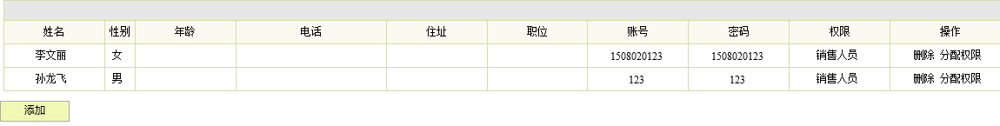 姓名 性别 年龄 电话 住址 职位 账号 密码 权限 操作
李文丽 女 1508020123 1508020123 销售人员 删除 分配权限
孙龙飞 男 123 123 销售人员 删除 分配权限
添加